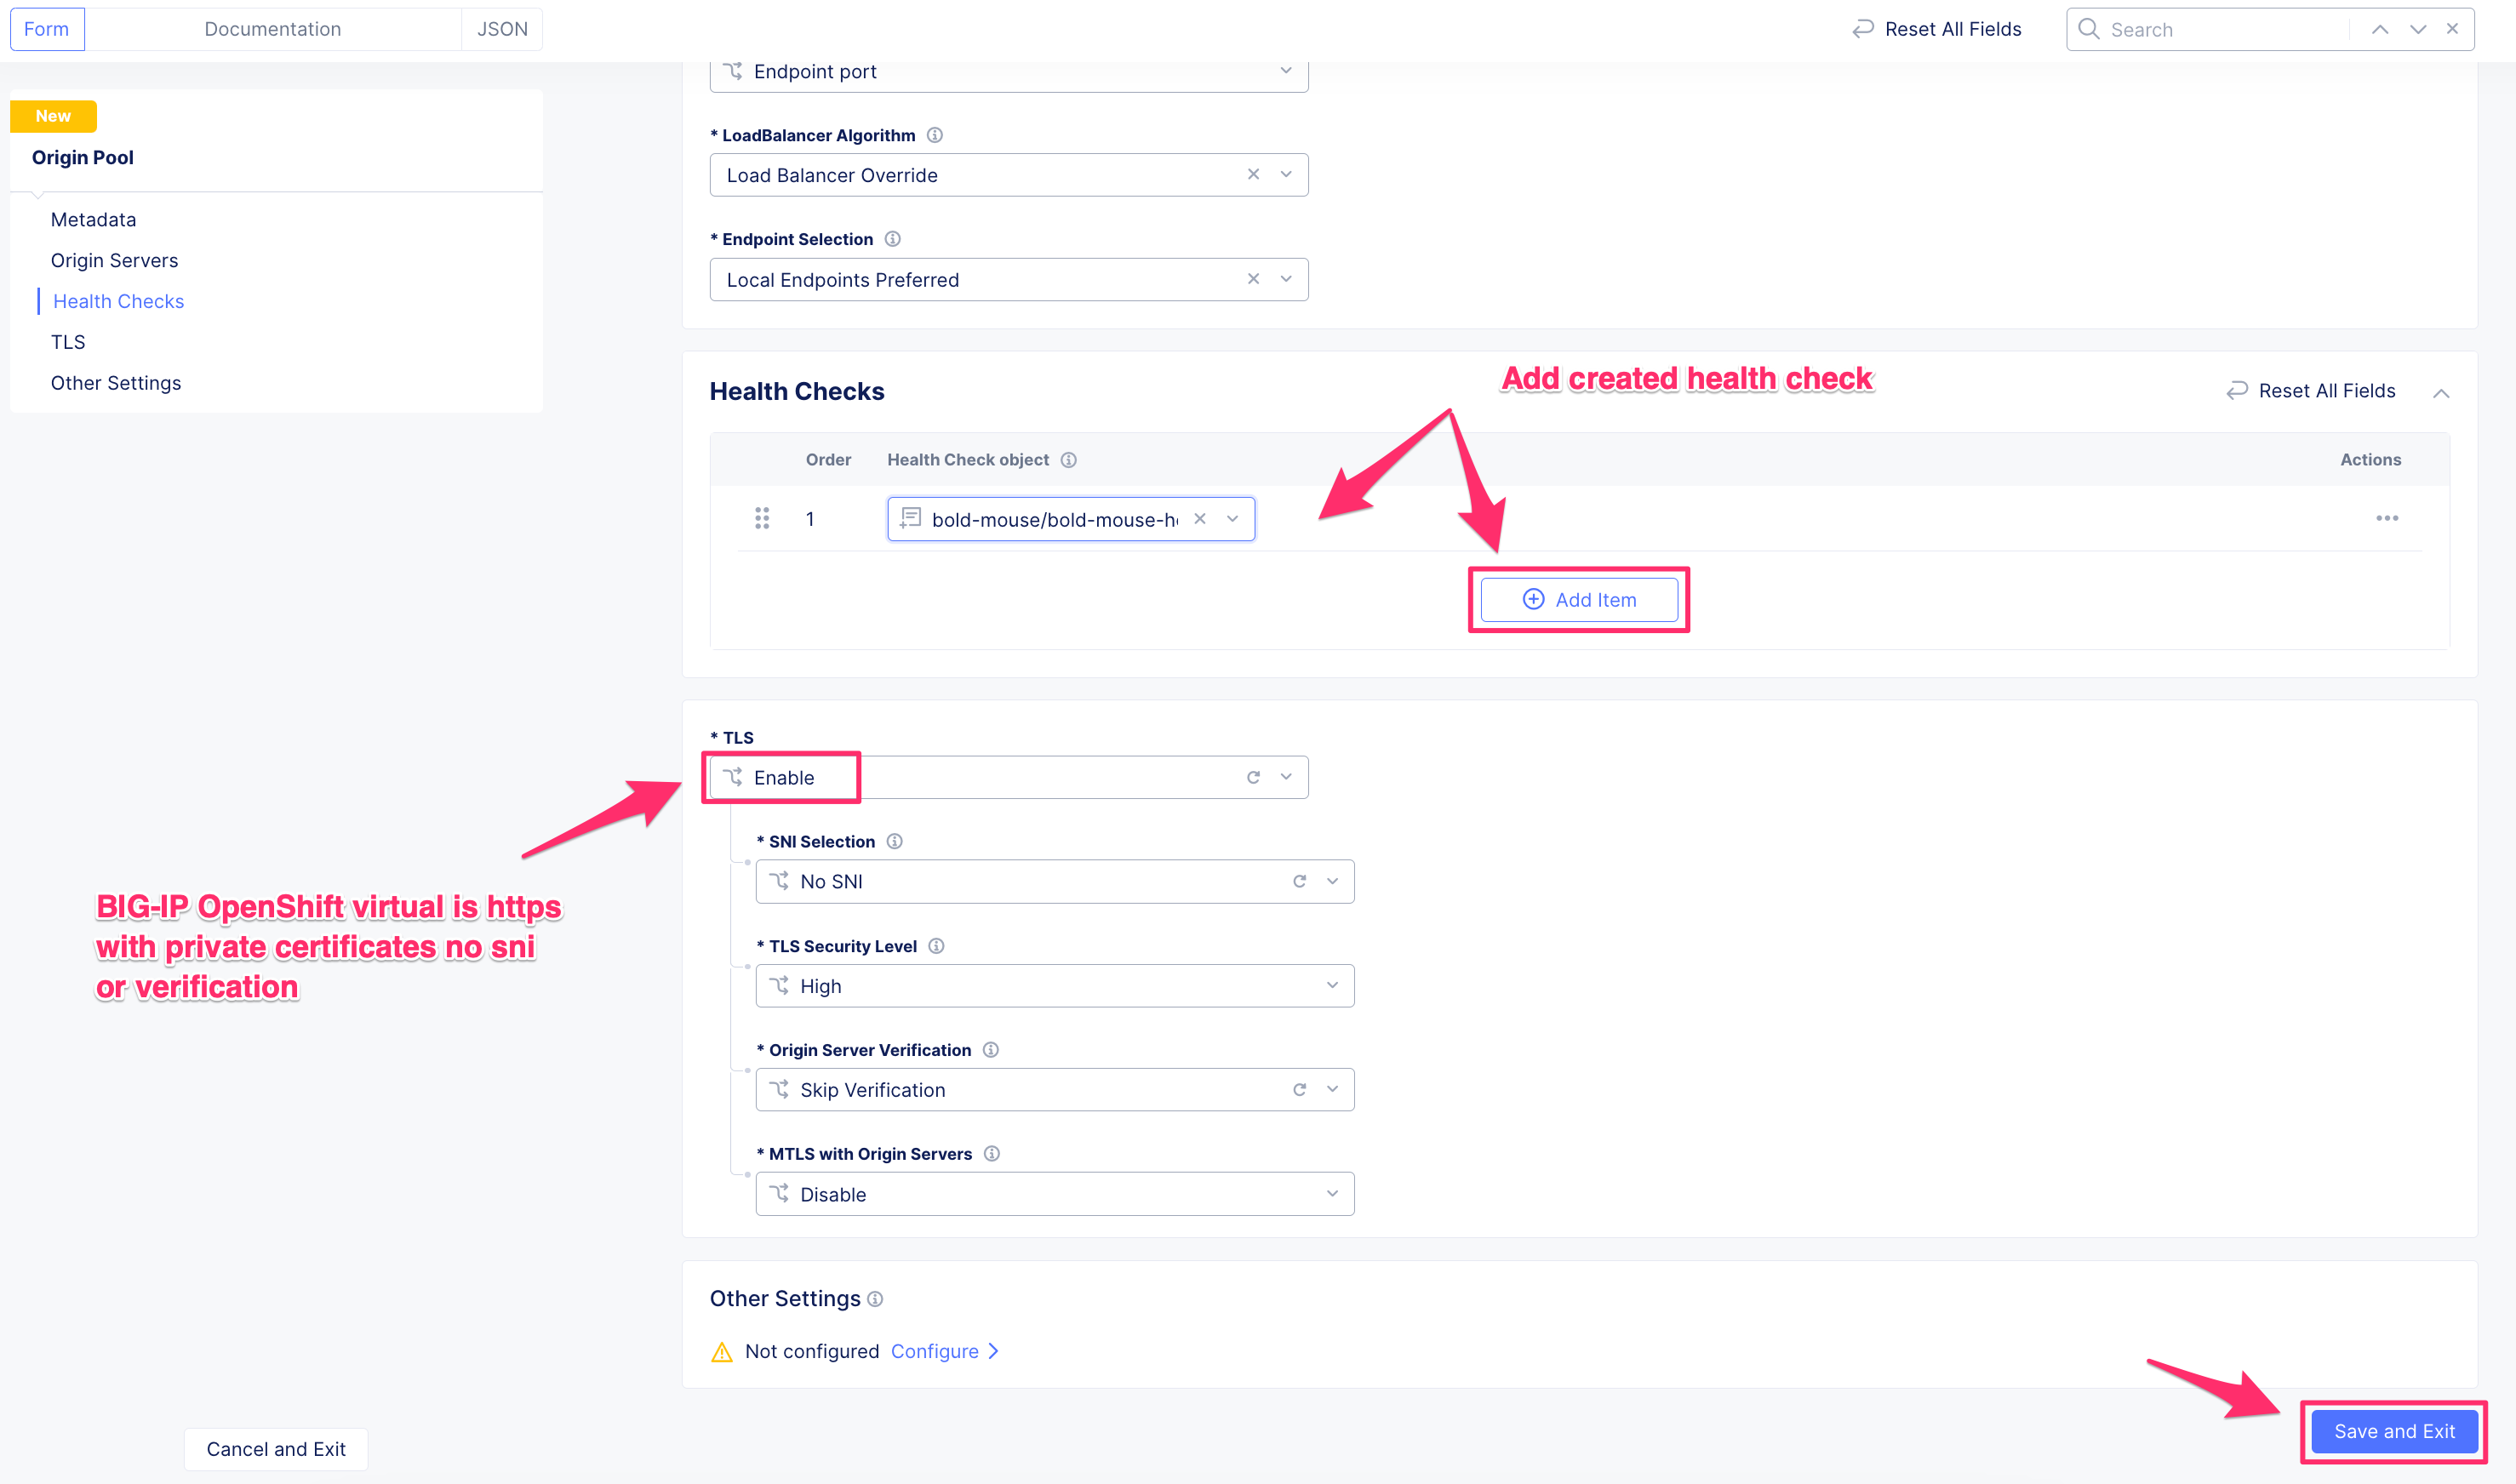 Form
Documentation
JSON
Reset All Fields
Search
New
Origin Pool
Metadata
Origin Servers
Health Checks
TLS
Other Settings
Endpoint port
* LoadBalancer Algorithm
Load Balancer Override
* Endpoint Selection
Local Endpoints Preferred
Health Checks
Add created health check
Reset All Fields
Order
Health Check object
Actions
1
bold-mouse/bold-mouse-h
Add Item
* TLS
Enable
* SNI Selection
No SNI
BIG-IP OpenShift virtual is https
with private certificates no sni
or verification
* TLS Security Level
High
* Origin Server Verification
Skip Verification
* MTLS with Origin Servers
Disable
Other Settings
Not configured
Configure
Cancel and Exit
Save and Exit